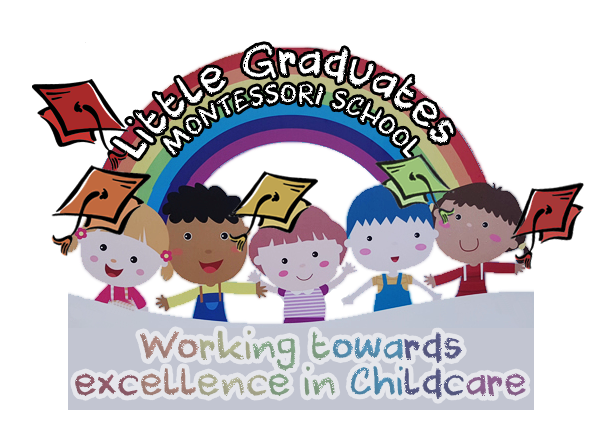 Little Graduates
MONTESSORI SCHOOL
Working towards
excellence in Childcare